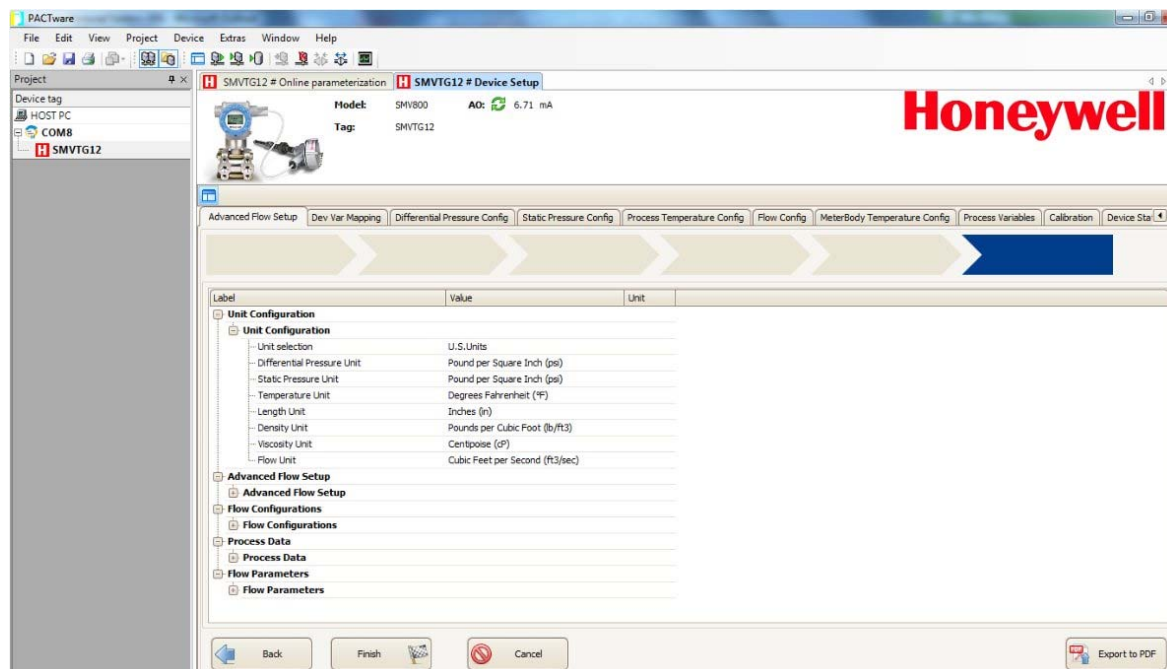 PACTware
File Edit View Project Device Extras Window Help
Project
SMVTG12 # Online parameterization SMVTG12 # Device Setup
Device tag
HOST PC
COM8
SMVTG12
Model: SMV800 AO: 6.71 mA
Tag: SMVTG12
Honeywell
Advanced Flow Setup Dev Var Mapping Differential Pressure Config Static Pressure Config Process Temperature Config Flow Config MeterBody Temperature Config Process Variables Calibration Device Sta
Label Value Unit
Unit Configuration
Unit Configuration
Unit selection U.S.Units
Differential Pressure Unit Pound per Square Inch (psi)
Static Pressure Unit Pound per Square Inch (psi)
Temperature Unit Degrees Fahrenheit (°F)
Length Unit Inches (in)
Density Unit Pounds per Cubic Foot (lb/ft3)
Viscosity Unit Centipoise (cP)
Flow Unit Cubic Feet per Second (ft3/sec)
Advanced Flow Setup
Advanced Flow Setup
Flow Configurations
Flow Configurations
Process Data
Process Data
Flow Parameters
Flow Parameters
Back Finish Cancel Export to PDF